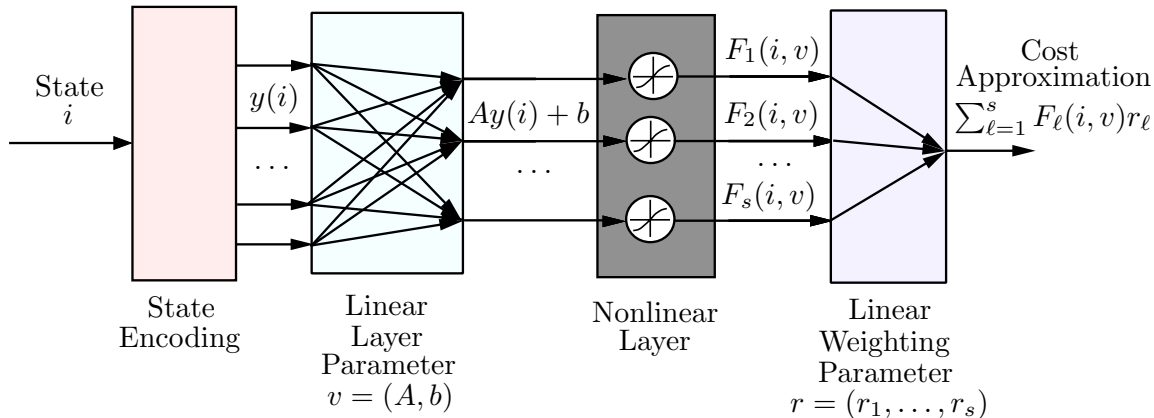 State
i
State
Encoding
y(i)
. . .
Linear
Layer
Parameter
v = (A, b)
Ay(i) + b
. . .
Nonlinear
Layer
F_1(i, v)
F_2(i, v)
. . .
F_s(i, v)
Linear
Weighting
Parameter
r = (r_1, . . . , r_s)
Cost
Approximation
∑_{ℓ=1}^{s} F_ℓ(i, v)r_ℓ